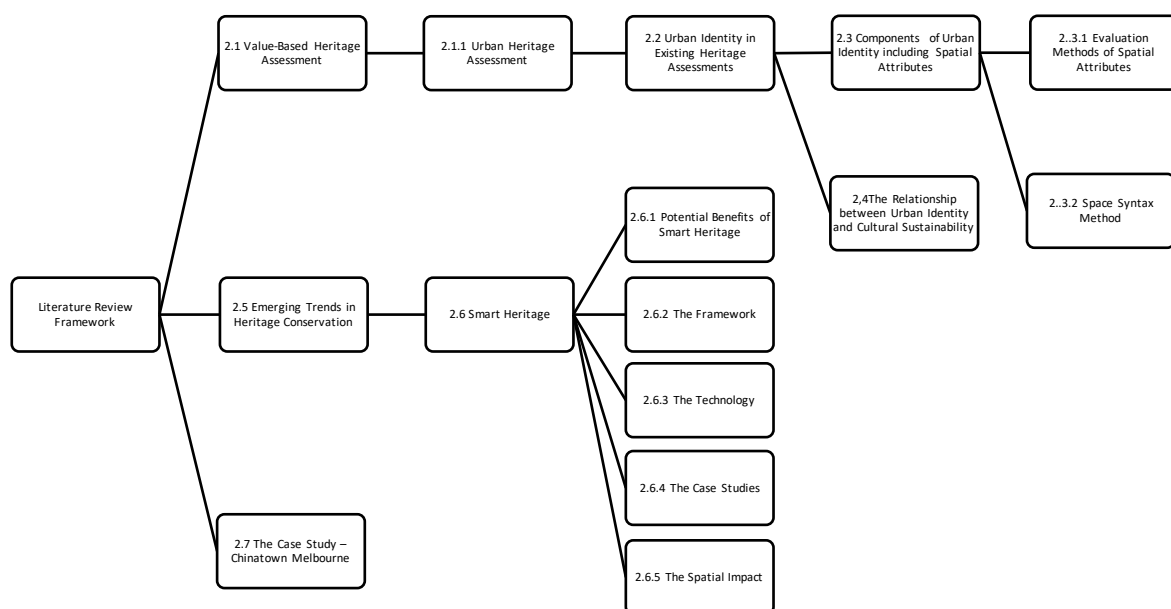 2.1 Value-Based Heritage
Assessment
2.1.1 Urban Heritage
Assessment
2.2 Urban Identity in
Existing Heritage
Assessments
2.3 Components of Urban
Identity including Spatial
Attributes
2..3.1 Evaluation
Methods of Spatial
Attributes
2,4The Relationship
between Urban Identity
and Cultural Sustainability
2..3.2 Space Syntax
Method
Literature Review
Framework
2.5 Emerging Trends in
Heritage Conservation
2.6 Smart Heritage
2.6.1 Potential Benefits of
Smart Heritage
2.6.2 The Framework
2.6.3 The Technology
2.6.4 The Case Studies
2.6.5 The Spatial Impact
2.7 The Case Study –
Chinatown Melbourne